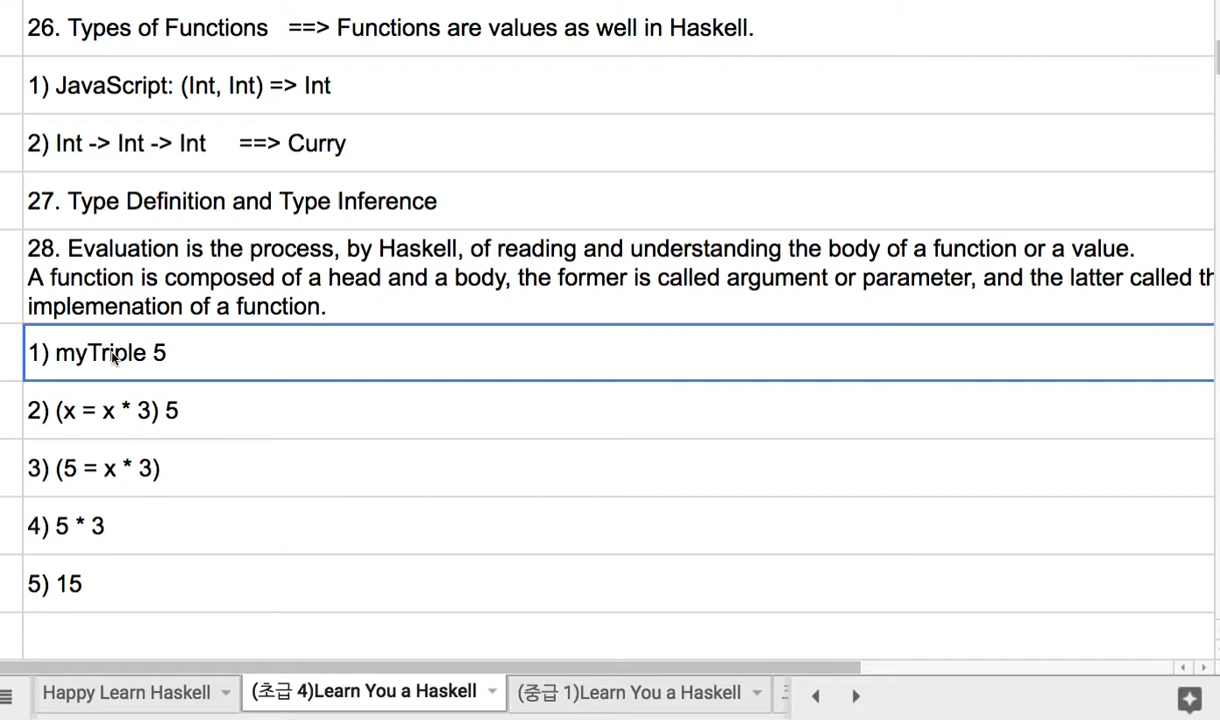 26. Types of Functions ==> Functions are values as well in Haskell.
1) JavaScript: (Int, Int) => Int
2) Int -> Int -> Int ==> Curry
27. Type Definition and Type Inference
28. Evaluation is the process, by Haskell, of reading and understanding the body of a function or a value.
A function is composed of a head and a body, the former is called argument or parameter, and the latter called th
implemenation of a function.
1) myTriple 5
2) (x = x * 3) 5
3) (5 = x * 3)
4) 5 * 3
5) 15
Happy Learn Haskell (초급 4)Learn You a Haskell (중급 1)Learn You a Haskell